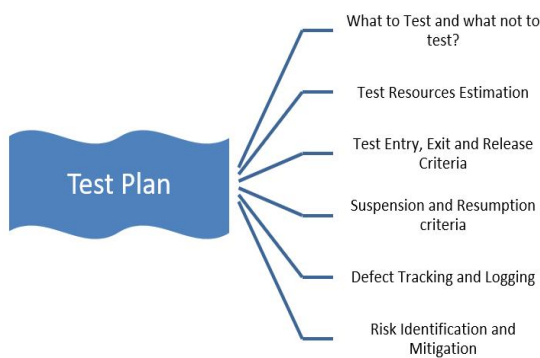 What to Test and what not to
test?
Test Resources Estimation
Test Entry, Exit and Release
Criteria
Test Plan
Suspension and Resumption
criteria
Defect Tracking and Logging
Risk Identification and
Mitigation